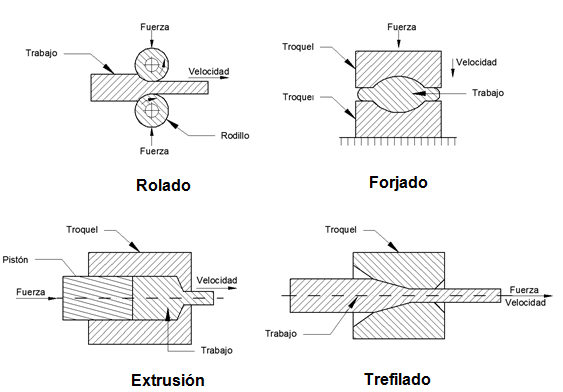 Fuerza
Trabajo
Velocidad
Rodillo
Fuerza
Rolado
Fuerza
Troquel
Velocidad
Troquel
Trabajo
Forjado
Troquel
Pistón
Velocidad
Fuerza
Trabajo
Extrusión
Troquel
Fuerza
Velocidad
Trabajo
Trefilado